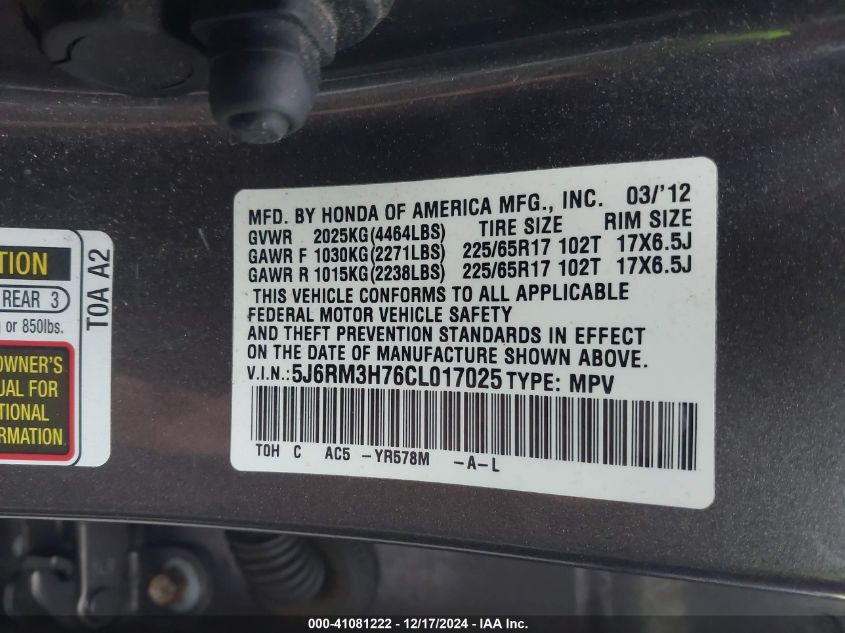 MFD. BY HONDA OF AMERICA MFG., INC. 03/'12
GVWR 2025KG(4464LBS) TIRE SIZE RIM SIZE
GAWR F 1030KG(2271LBS) 225/65R17 102T 17X6.5J
GAWR R 1015KG(2238LBS) 225/65R17 102T 17X6.5J
THIS VEHICLE CONFORMS TO ALL APPLICABLE
FEDERAL MOTOR VEHICLE SAFETY
AND THEFT PREVENTION STANDARDS IN EFFECT
ON THE DATE OF MANUFACTURE SHOWN ABOVE.
V.I.N.:5J6RM3H76CL017025 TYPE: MPV
TOH C AC5 -YR578M -A-L
TION
REAR 3
or 850lbs.
OWNER'S
UAL FOR
TIONAL
RMATION
T0A A2
000-41081222 - 12/17/2024 - IAA Inc.